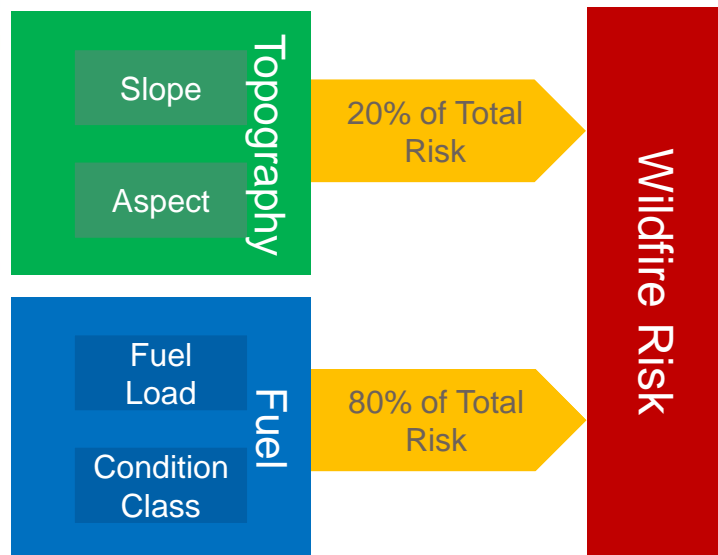 Topography
Slope
Aspect
20% of Total
Risk
Fuel
Fuel
Load
Condition
Class
80% of Total
Risk
Wildfire Risk